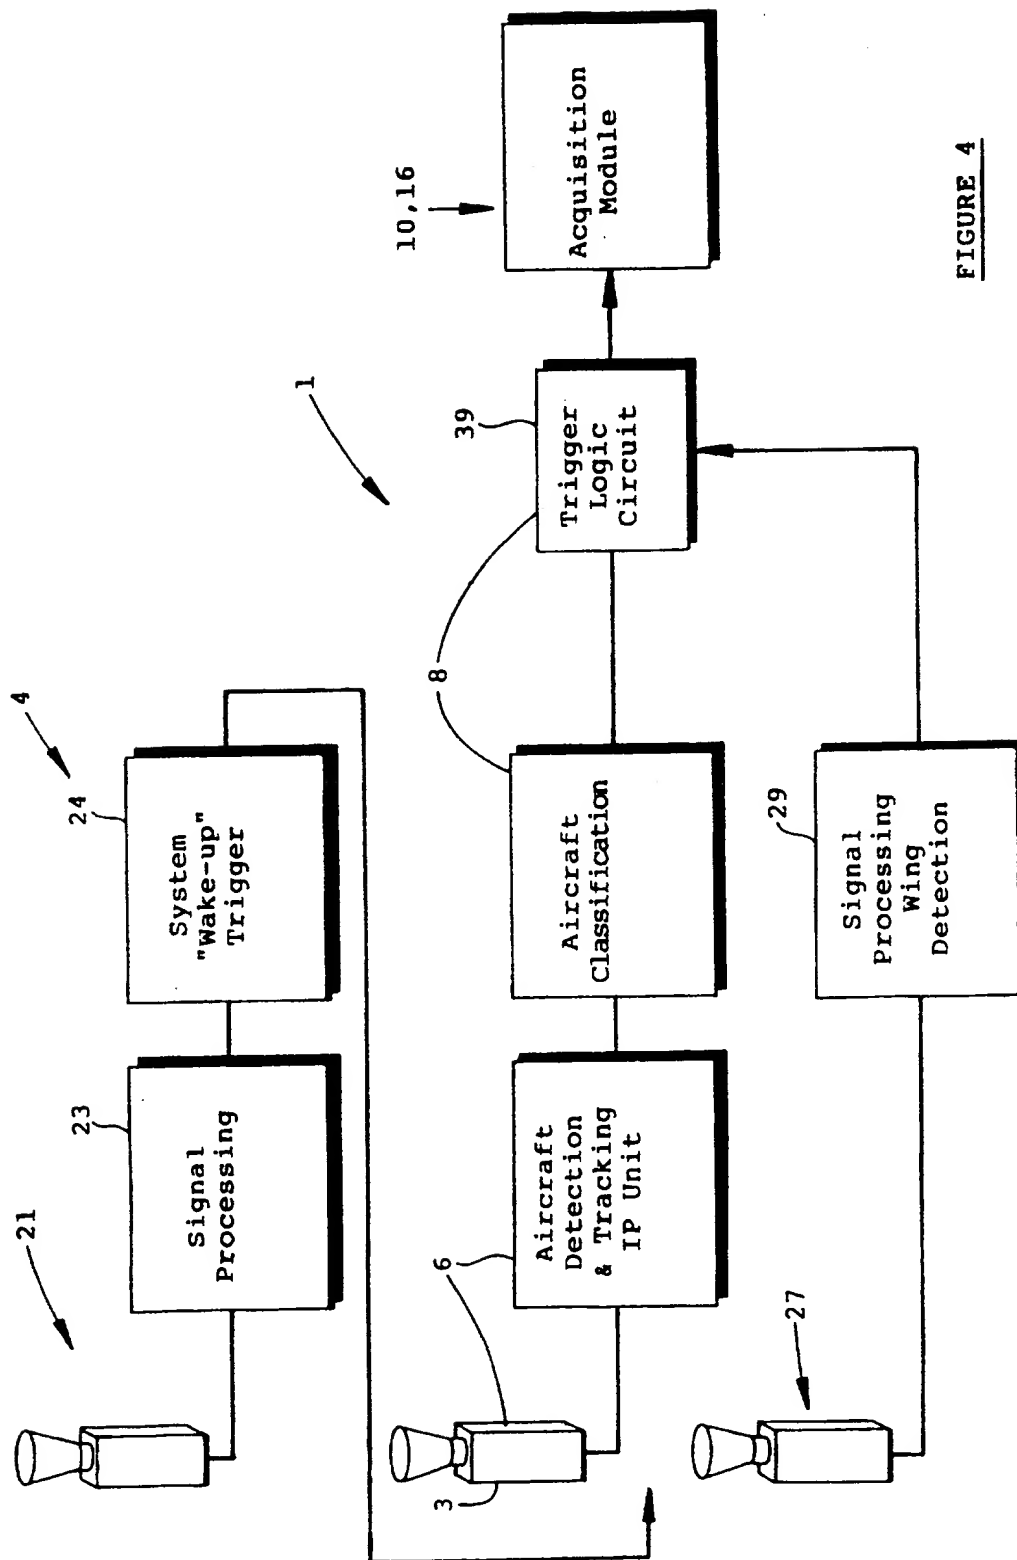 21
23
Signal
Processing
4
24
System
"Wake-up"
Trigger
3
6
Aircraft
Detection
& Tracking
IP Unit
8
Aircraft
Classification
1
39
Trigger
Logic
Circuit
10,16
Acquisition
Module
27
29
Signal
Processing
Wing
Detection
FIGURE 4